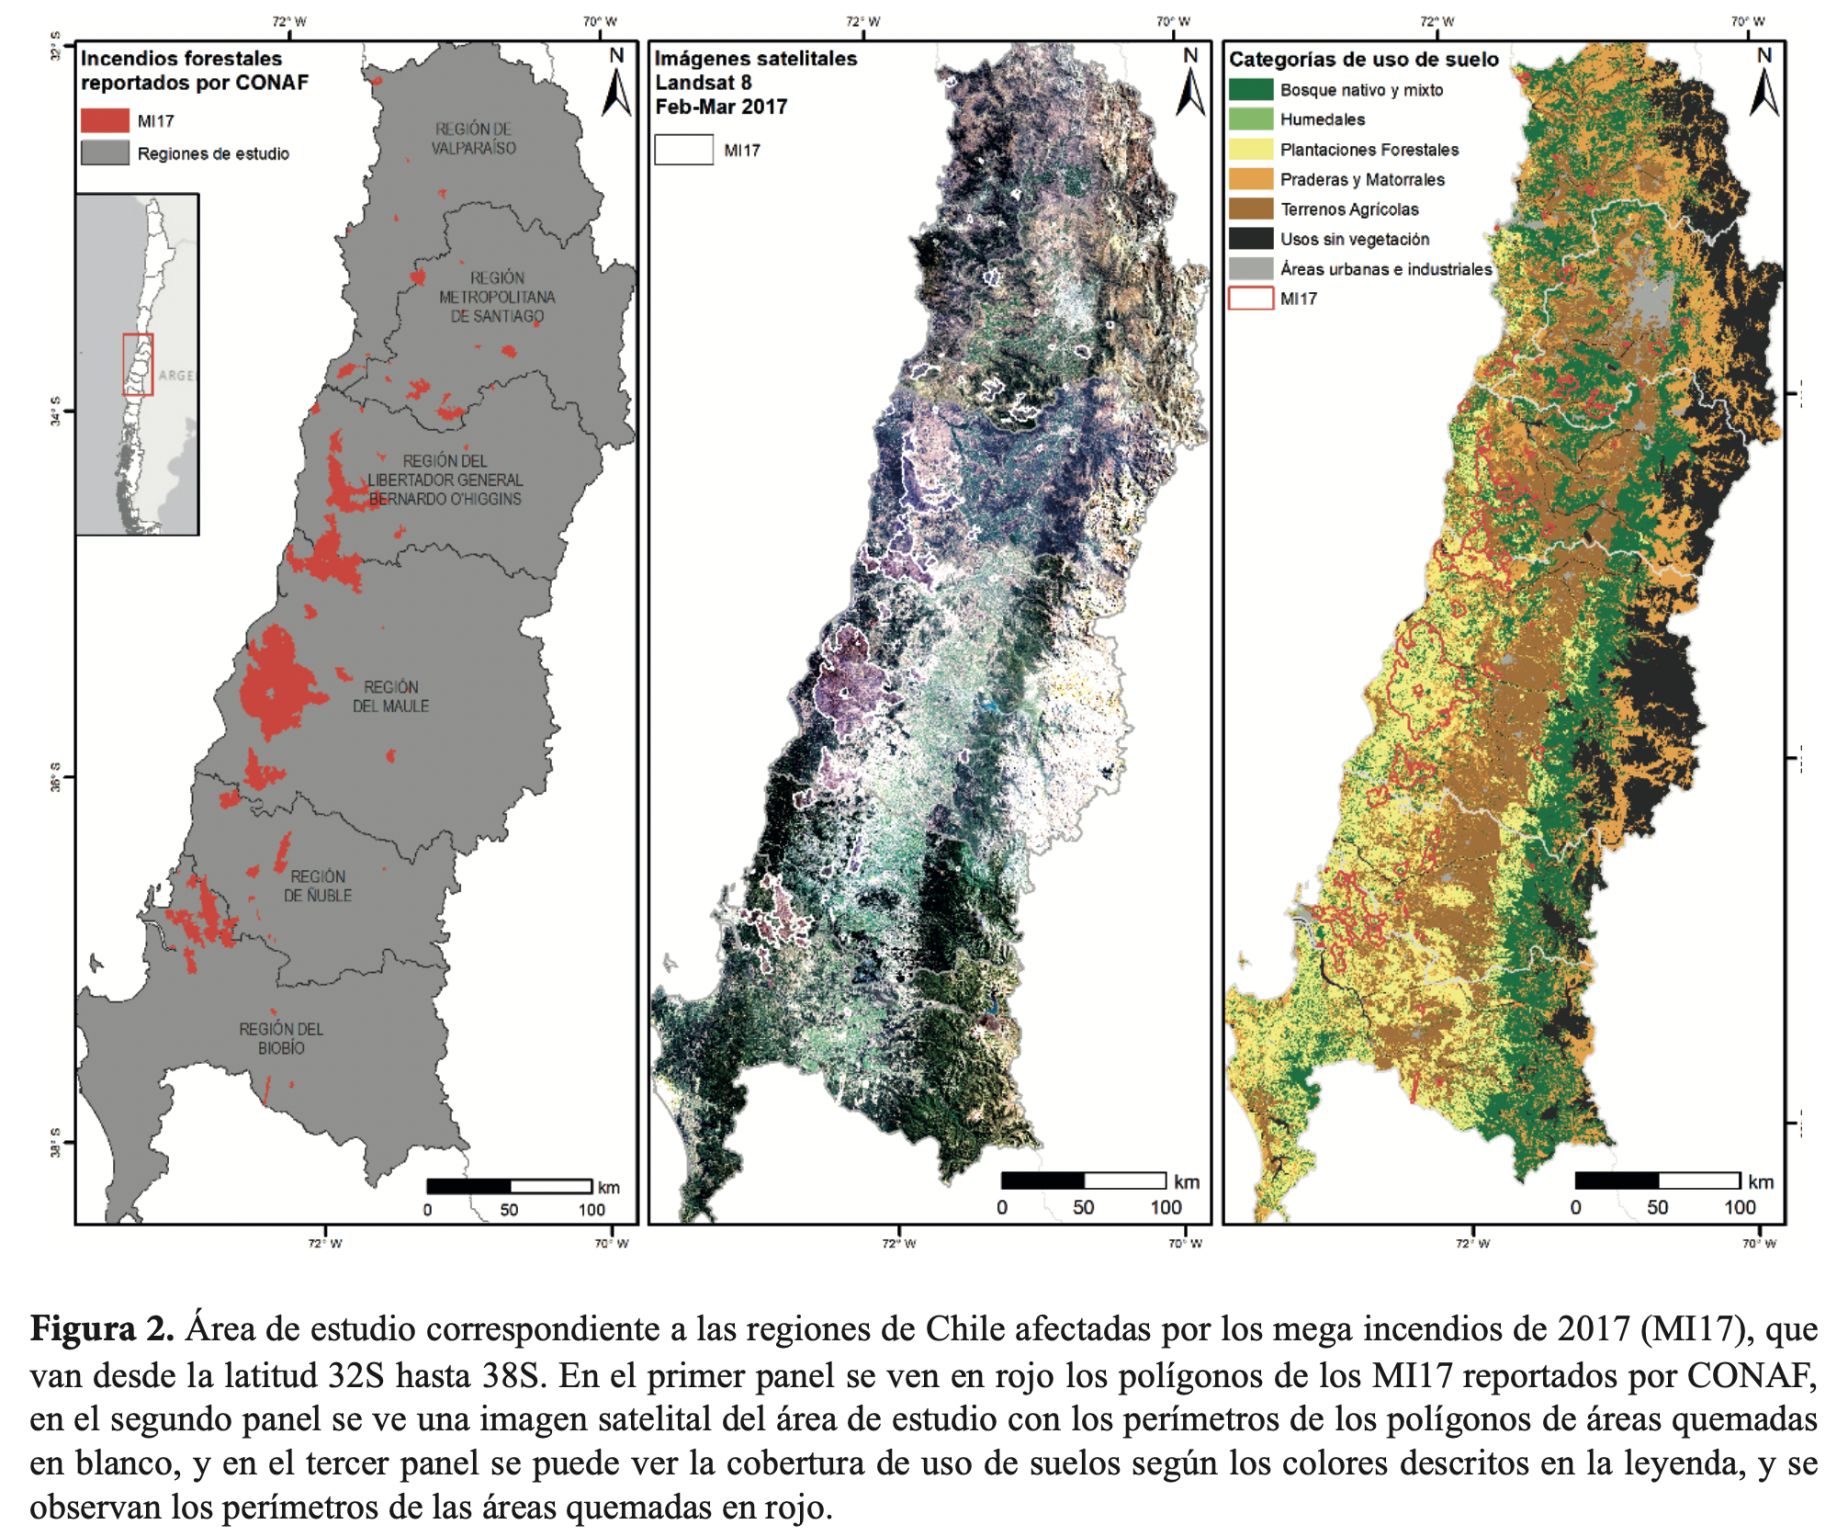 72° W
70° W
72° W
70° W
72° W
70° W
32° S
34° S
36° S
38° S
Incendios forestales
reportados por CONAF
MI17
Regiones de estudio
N
ARGE
REGIÓN DE
VALPARAÍSO
REGIÓN
METROPOLITANA
DE SANTIAGO
REGIÓN DEL
LIBERTADOR GENERAL
BERNARDO O'HIGGINS
REGIÓN
DEL MAULE
REGIÓN
DE ÑUBLE
REGIÓN DEL
BIOBÍO
km
0 50 100
Imágenes satelitales
Landsat 8
Feb-Mar 2017
MI17
N
km
0 50 100
Categorías de uso de suelo
Bosque nativo y mixto
Humedales
Plantaciones Forestales
Praderas y Matorrales
Terrenos Agrícolas
Usos sin vegetación
Áreas urbanas e industriales
MI17
N
km
0 50 100
72° W
70° W
72° W
70° W
72° W
70° W
Figura 2. Área de estudio correspondiente a las regiones de Chile afectadas por los mega incendios de 2017 (MI17), que
van desde la latitud 32S hasta 38S. En el primer panel se ven en rojo los polígonos de los MI17 reportados por CONAF,
en el segundo panel se ve una imagen satelital del área de estudio con los perímetros de los polígonos de áreas quemadas
en blanco, y en el tercer panel se puede ver la cobertura de uso de suelos según los colores descritos en la leyenda, y se
observan los perímetros de las áreas quemadas en rojo.